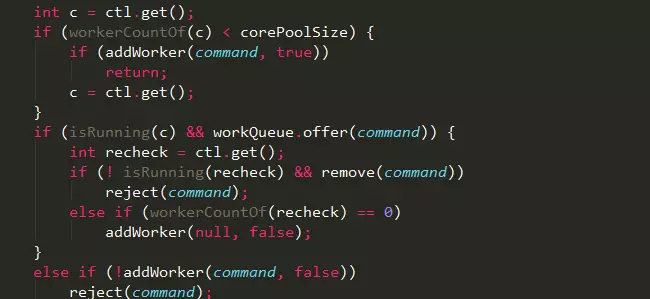 int c = ctl.get();
if (workerCountOf(c) < corePoolSize) {
    if (addWorker(command, true))
        return;
    c = ctl.get();
}
if (isRunning(c) && workQueue.offer(command)) {
    int recheck = ctl.get();
    if (! isRunning(recheck) && remove(command))
        reject(command);
    else if (workerCountOf(recheck) == 0)
        addWorker(null, false);
}
else if (!addWorker(command, false))
    reject(command);